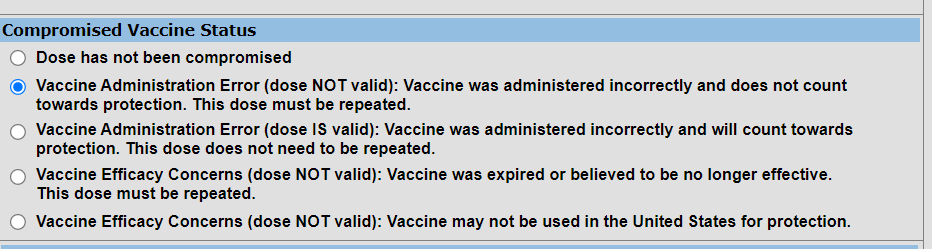 Compromised Vaccine Status
Dose has not been compromised
Vaccine Administration Error (dose NOT valid): Vaccine was administered incorrectly and does not count
towards protection. This dose must be repeated.
Vaccine Administration Error (dose IS valid): Vaccine was administered incorrectly and will count towards
protection. This dose does not need to be repeated.
Vaccine Efficacy Concerns (dose NOT valid): Vaccine was expired or believed to be no longer effective.
This dose must be repeated.
Vaccine Efficacy Concerns (dose NOT valid): Vaccine may not be used in the United States for protection.